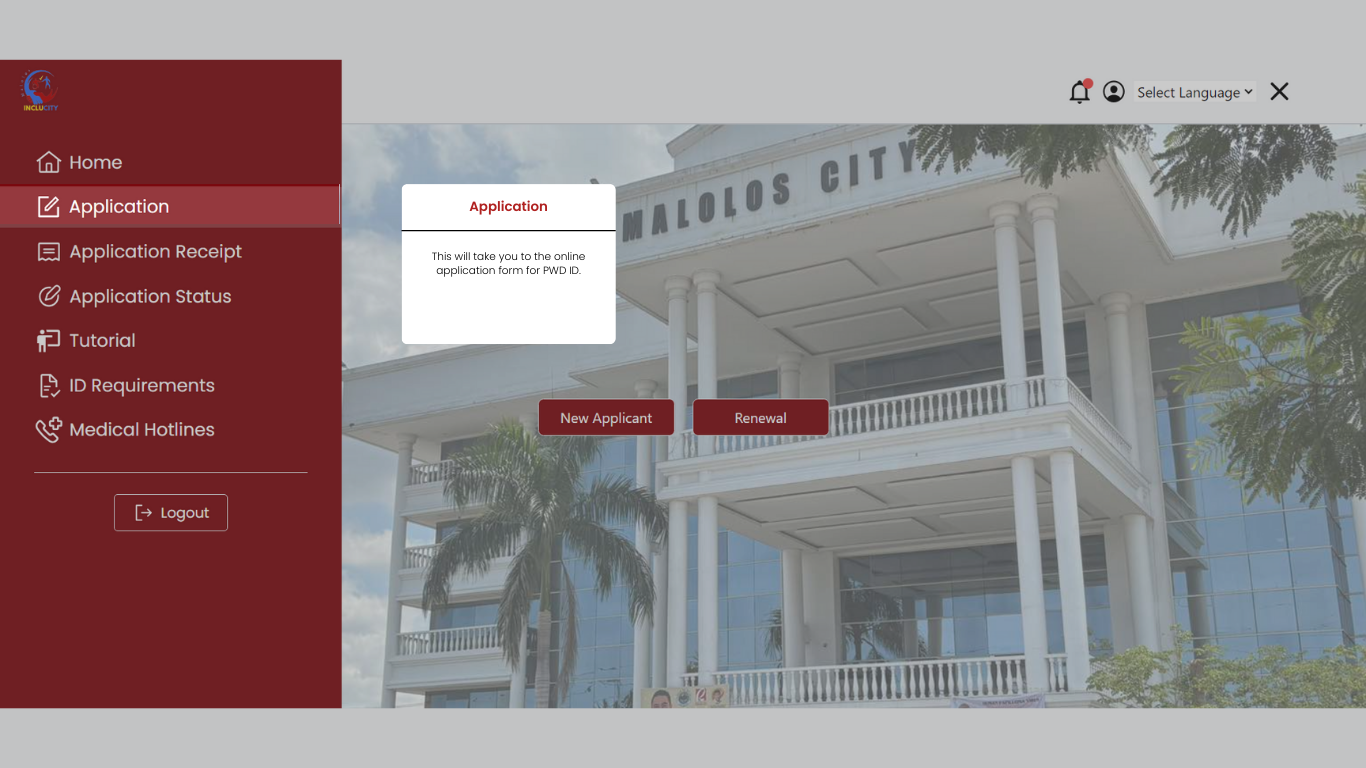 INCLUCITY
Select Language
Home
Application
Application Receipt
Application Status
Tutorial
ID Requirements
Medical Hotlines
Logout
Application
This will take you to the online
application form for PWD ID.
MALOLOS CITY
New Applicant
Renewal